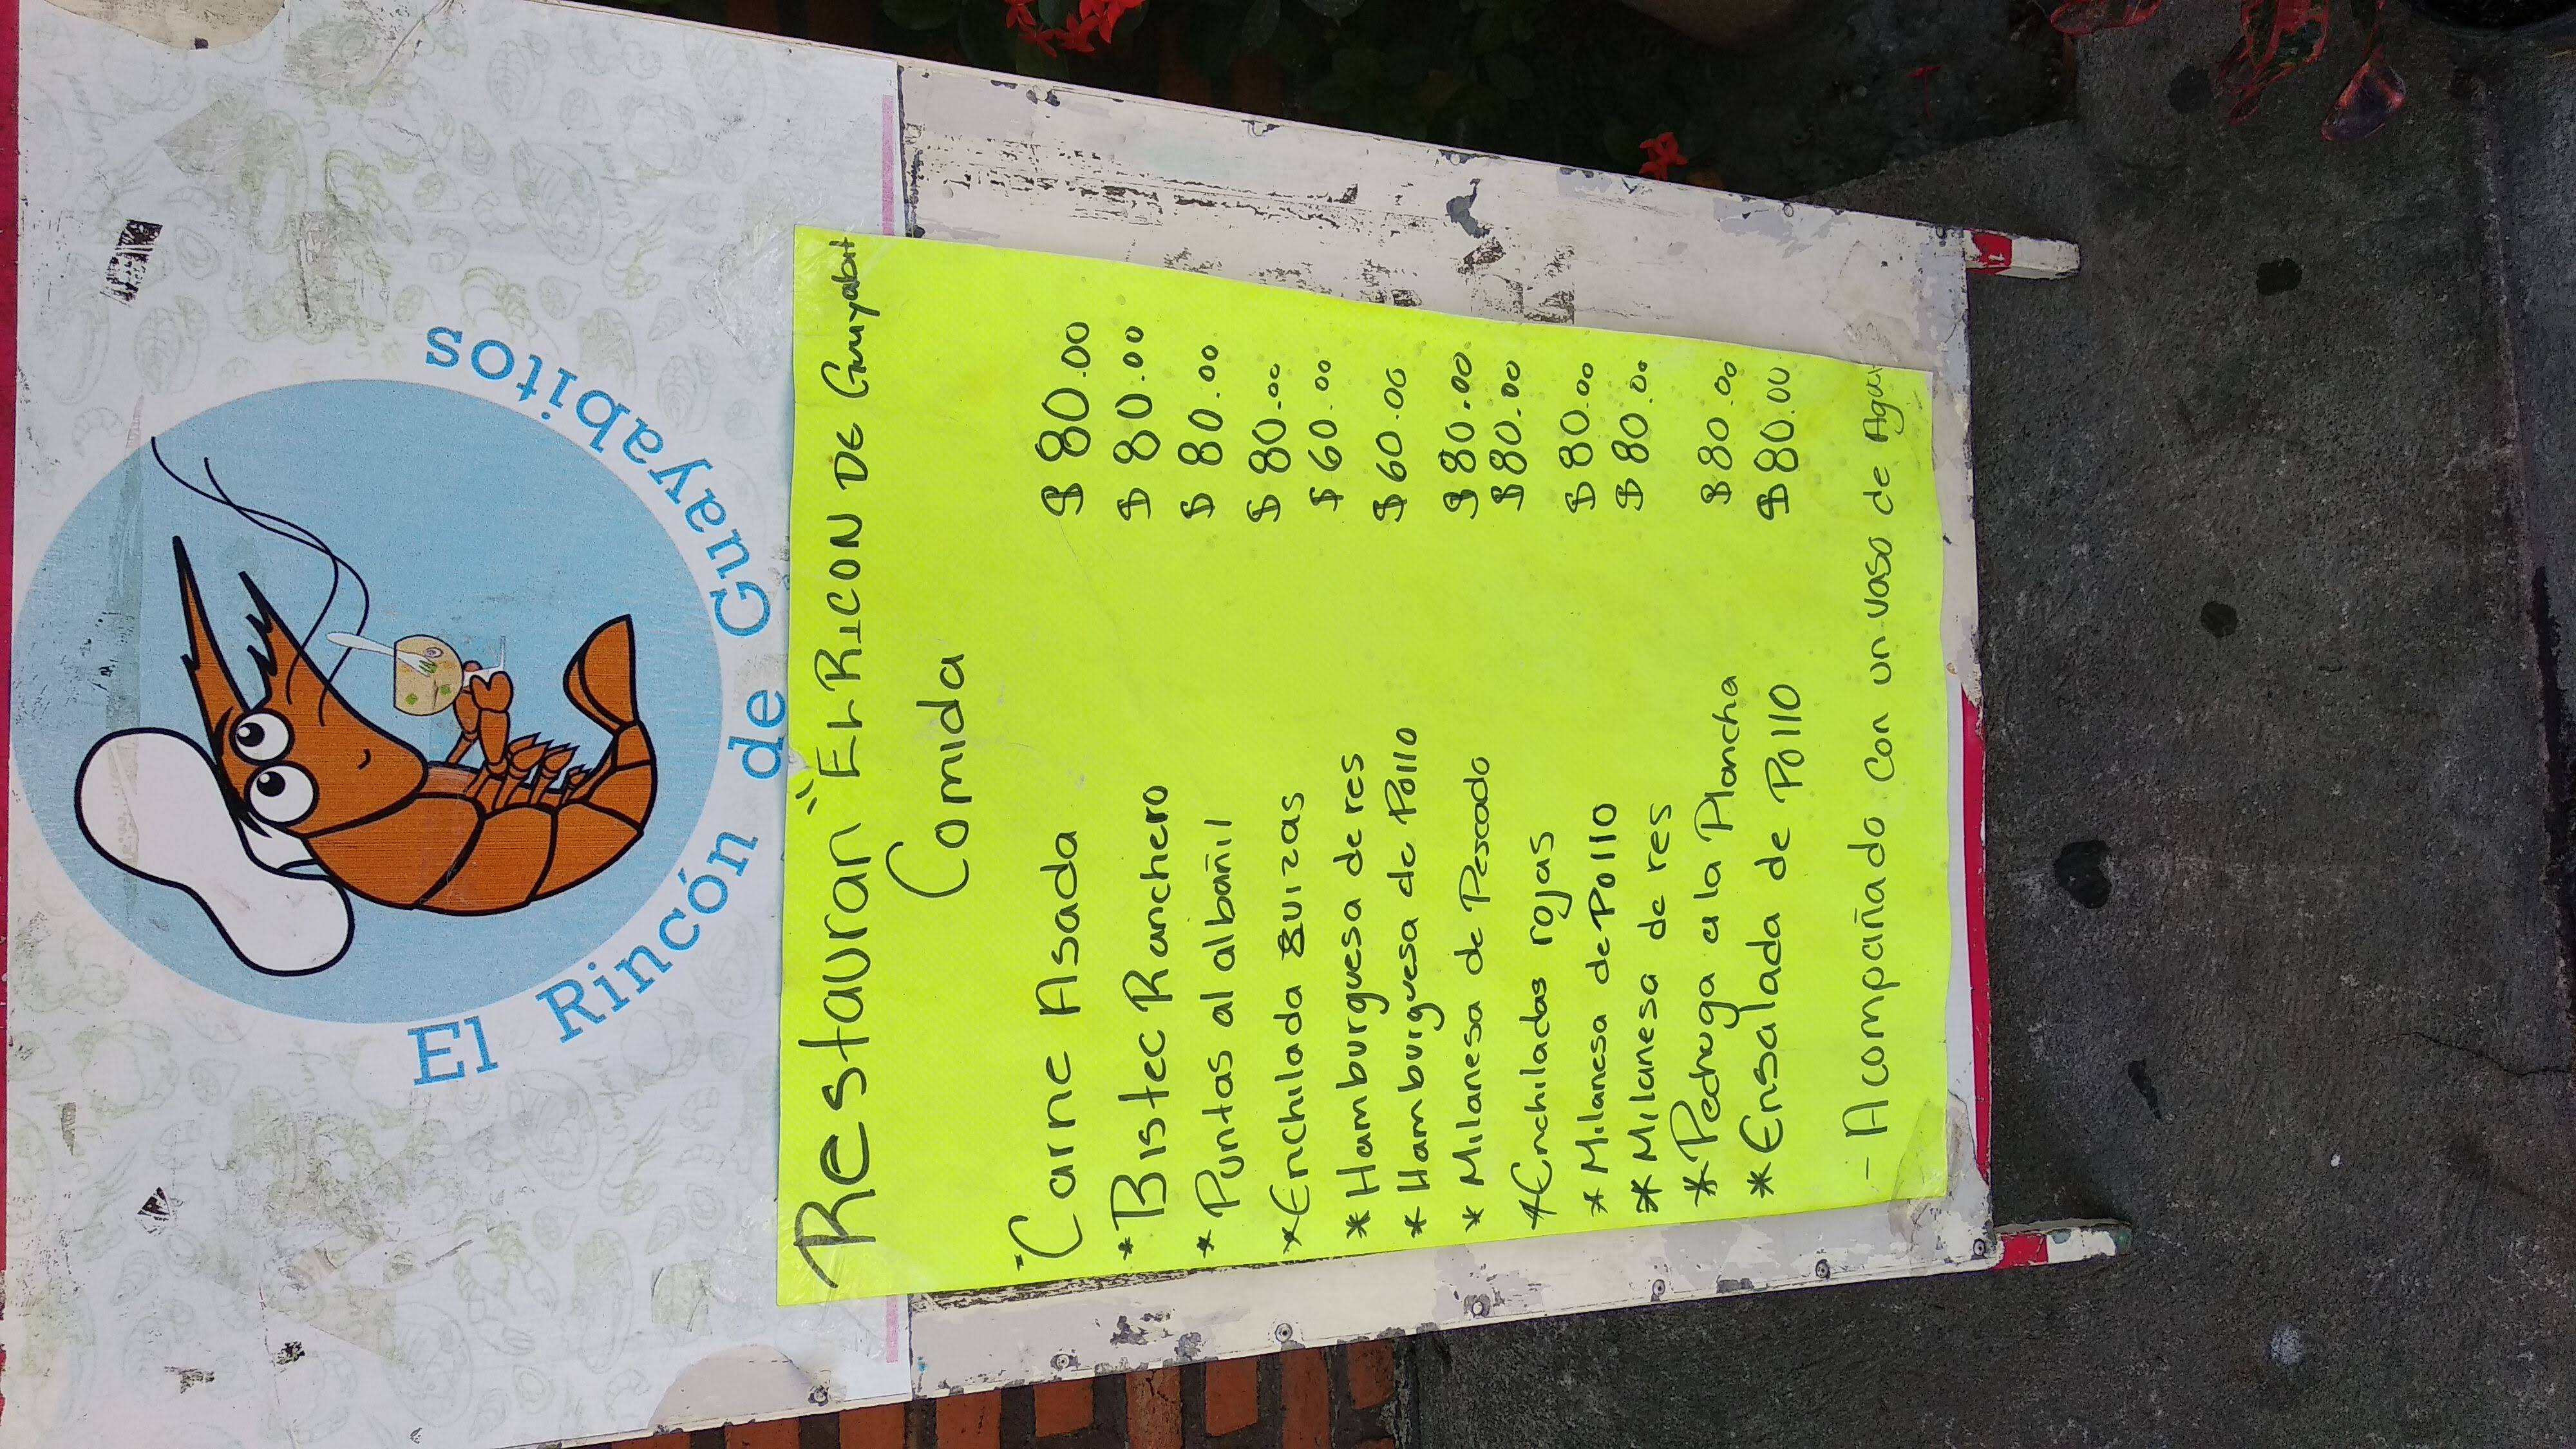 El Rincón de Guayabitos
Restauran "EL RICON DE Guayabit
Comida
*Carne Asada $80.00
*Bistec Ranchero $80.00
*Puntas al albañil $80.00
*Enchilada suizas $80.00
*Hamburguesa de res $60.00
*Hamburguesa de Pollo $60.00
*Milanesa de Pescado $80.00
*Enchiladas rojas $80.00
*Milanesa de Pollo $80.00
*Milanesa de res $80.00
*Pechuga a la Plancha $80.00
*Ensalada de Pollo $80.00
- Acompañado con un vaso de Agua